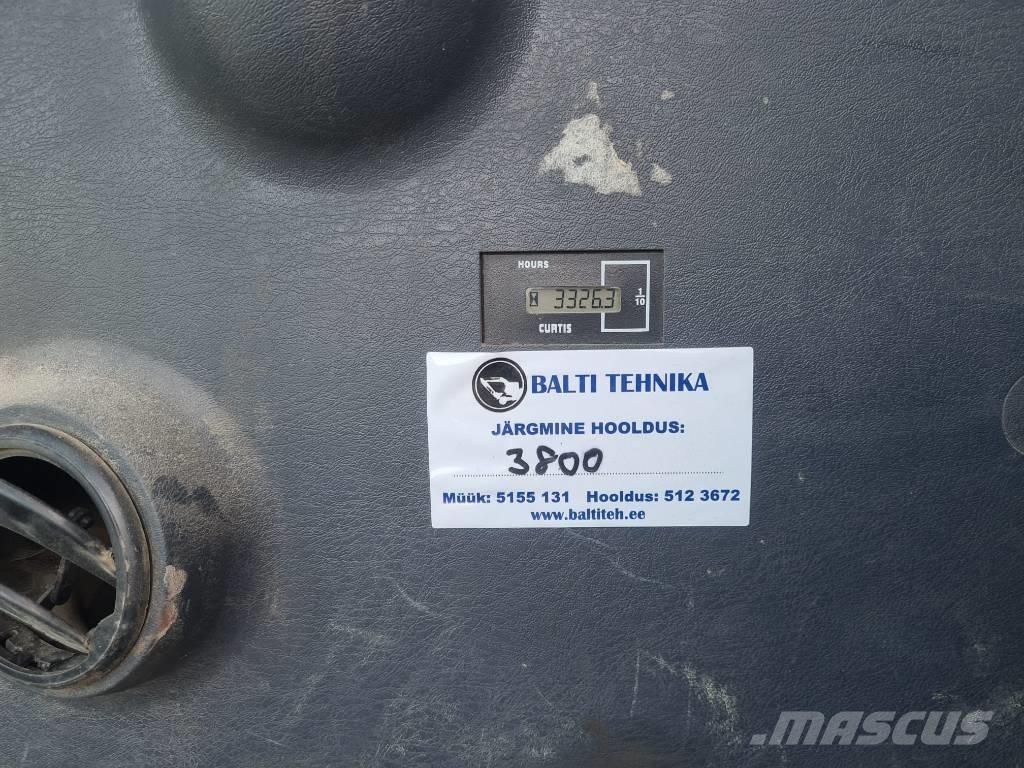 HOURS
3326.3
1/10
CURTIS
BALTI TEHNIKA
JÄRGMINE HOOLDUS:
3800
Müük: 5155 131 Hooldus: 512 3672
www.baltiteh.ee
MASCUS